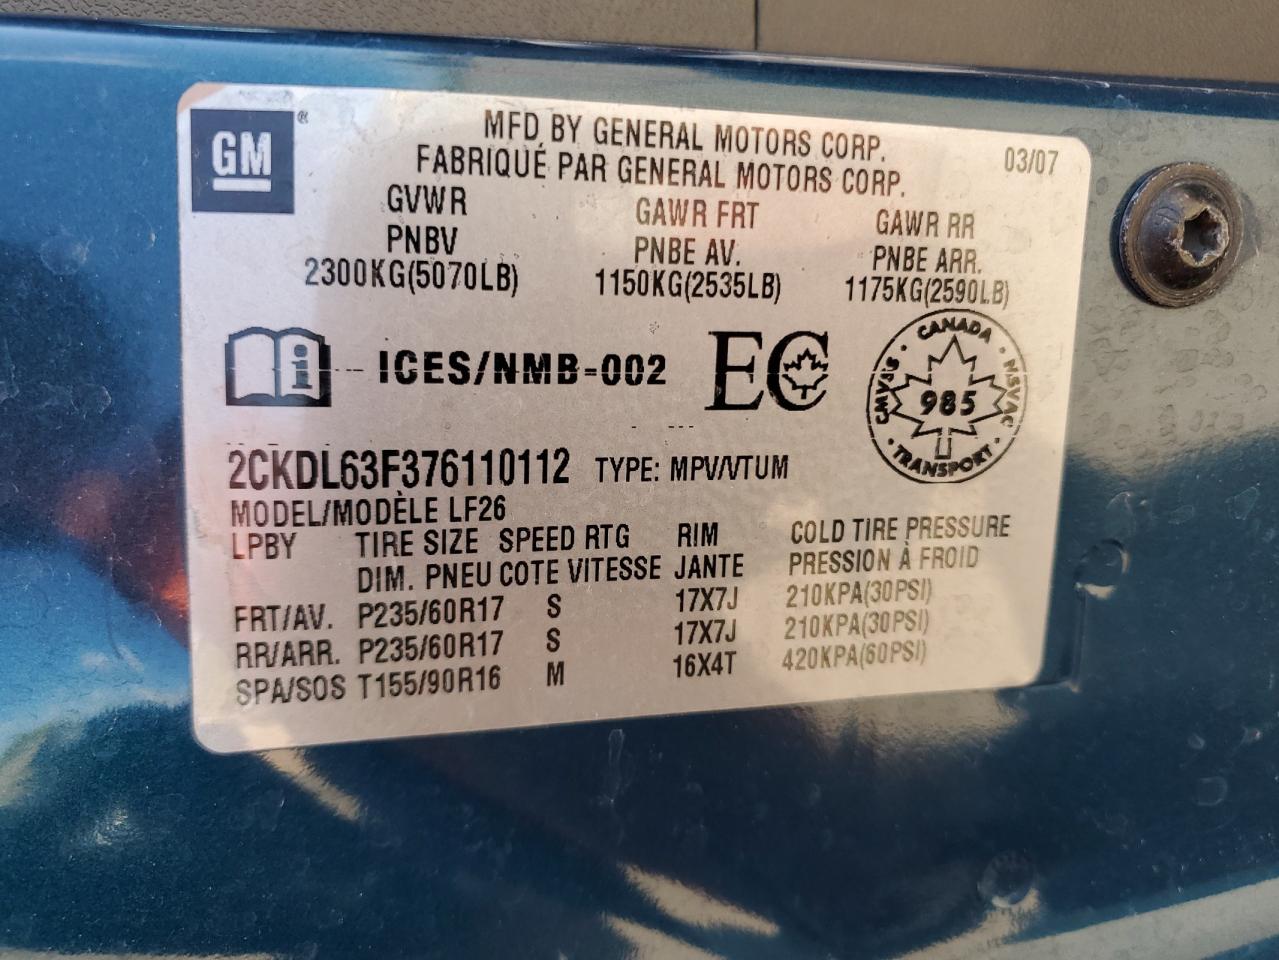 GM®
MFD BY GENERAL MOTORS CORP.
FABRIQUÉ PAR GENERAL MOTORS CORP.
03/07
GVWR GAWR FRT GAWR RR
PNBV PNBE AV. PNBE ARR.
2300KG(5070LB) 1150KG(2535LB) 1175KG(2590LB)
i ICES/NMB-002 EC
CANADA
CMVSS · NSVAC
985
TRANSPORT
2CKDL63F376110112 TYPE: MPV/VTUM
MODEL/MODÈLE LF26
LPBY TIRE SIZE SPEED RTG RIM COLD TIRE PRESSURE
DIM. PNEU COTE VITESSE JANTE PRESSION À FROID
FRT/AV. P235/60R17 S 17X7J 210KPA(30PSI)
RR/ARR. P235/60R17 S 17X7J 210KPA(30PSI)
SPA/SOS T155/90R16 M 16X4T 420KPA(60PSI)